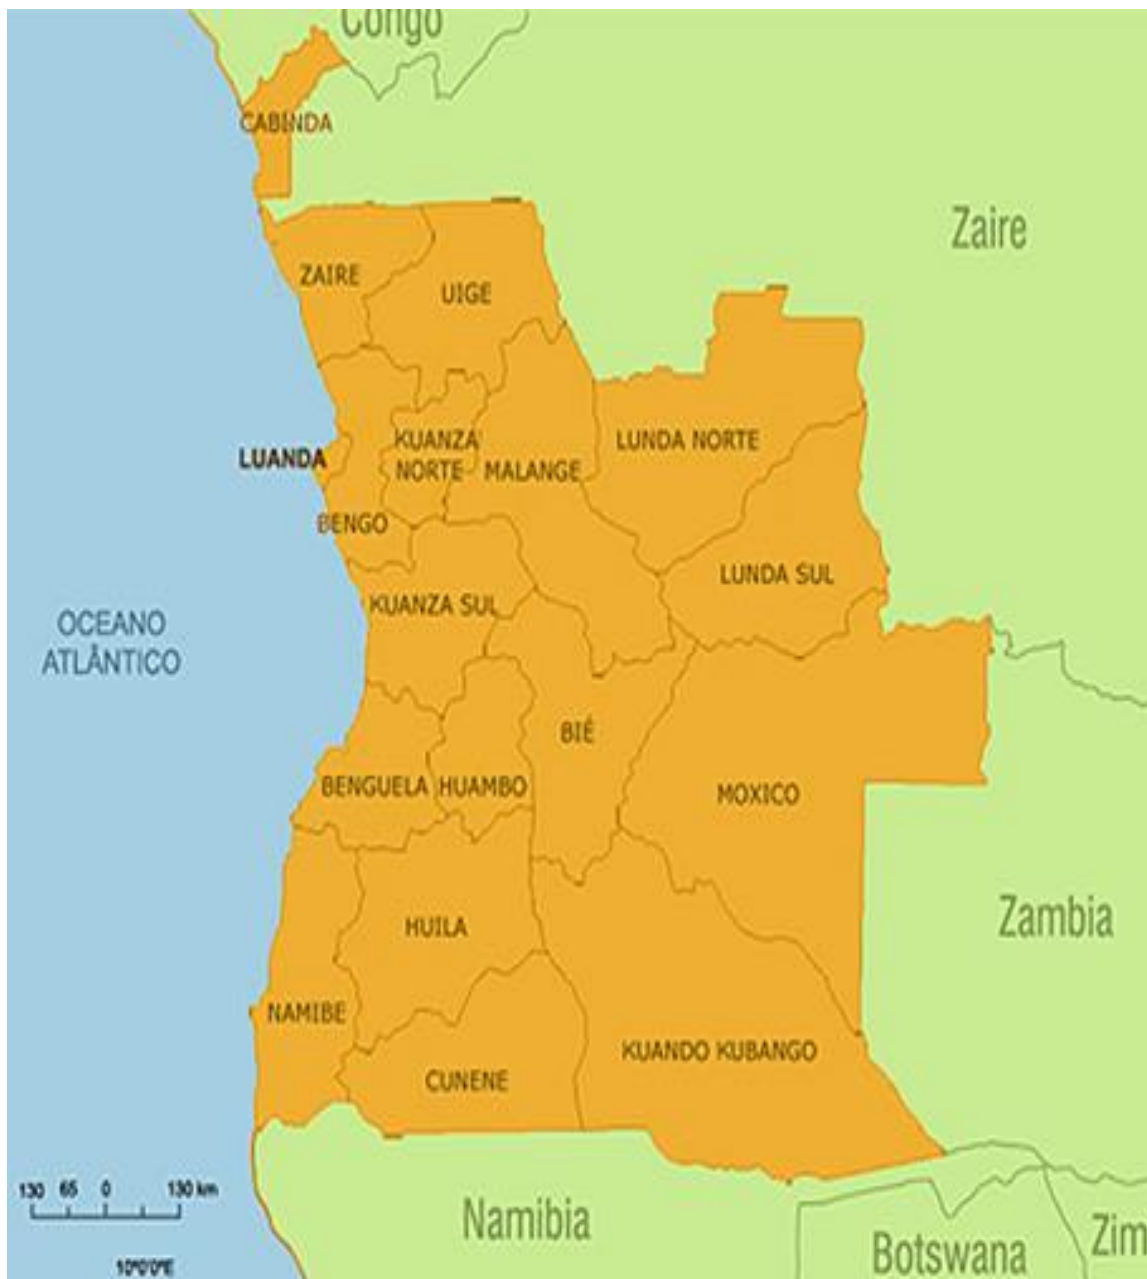 Congo
CABINDA
Zaire
ZAIRE
UIGE
KUANZA
NORTE
LUNDA NORTE
LUANDA
MALANGE
BENGO
LUNDA SUL
KUANZA SUL
OCEANO
ATLÂNTICO
BIÉ
BENGUELA
HUAMBO
MOXICO
HUILA
Zambia
NAMIBE
KUANDO KUBANGO
CUNENE
130 65 0 130 km
Namibia
Botswana
Zim
10°0'0"E